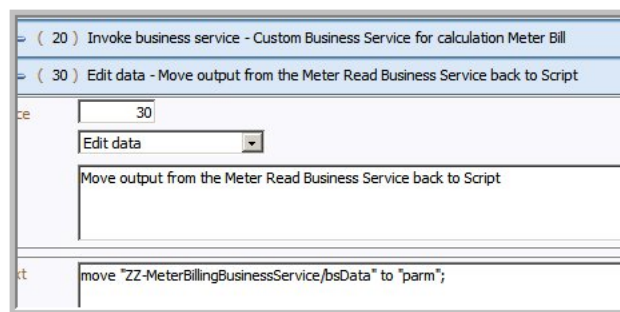 ( 20 ) Invoke business service - Custom Business Service for calculation Meter Bill
( 30 ) Edit data - Move output from the Meter Read Business Service back to Script
ce 30
Edit data
Move output from the Meter Read Business Service back to Script
xt move "ZZ-MeterBillingBusinessService/bsData" to "parm";